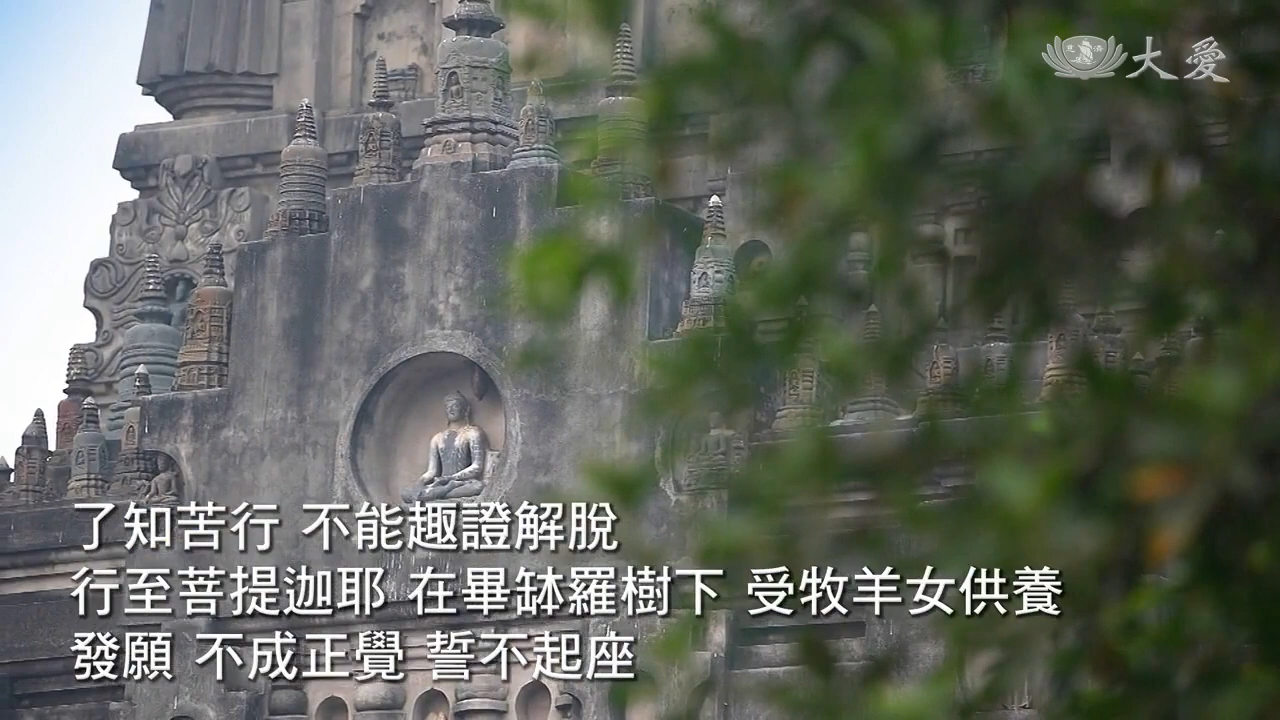 慈濟
大愛
了知苦行 不能趣證解脫
行至菩提迦耶 在畢缽羅樹下 受牧羊女供養
發願 不成正覺 誓不起座